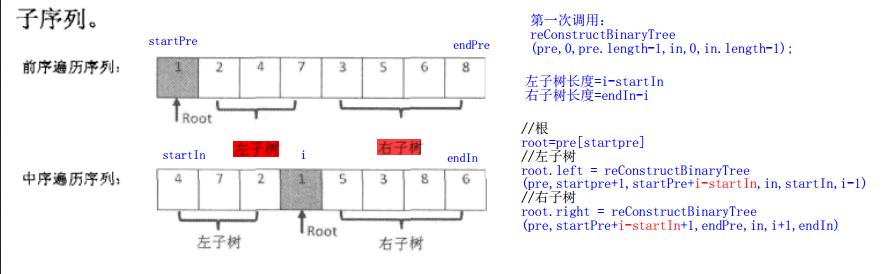 子序列。
startPre
endPre
前序遍历序列：
1 2 4 7 3 5 6 8
Root
左子树
右子树
startIn
i
endIn
中序遍历序列：
4 7 2 1 5 3 8 6
左子树
Root
右子树
第一次调用：
reConstructBinaryTree
(pre,0,pre.length-1,in,0,in.length-1);
左子树长度=i-startIn
右子树长度=endIn-i
//根
root=pre[startpre]
//左子树
root.left = reConstructBinaryTree
(pre,startpre+1,startPre+i-startIn,in,startIn,i-1)
//右子树
root.right = reConstructBinaryTree
(pre,startPre+i-startIn+1,endPre,in,i+1,endIn)